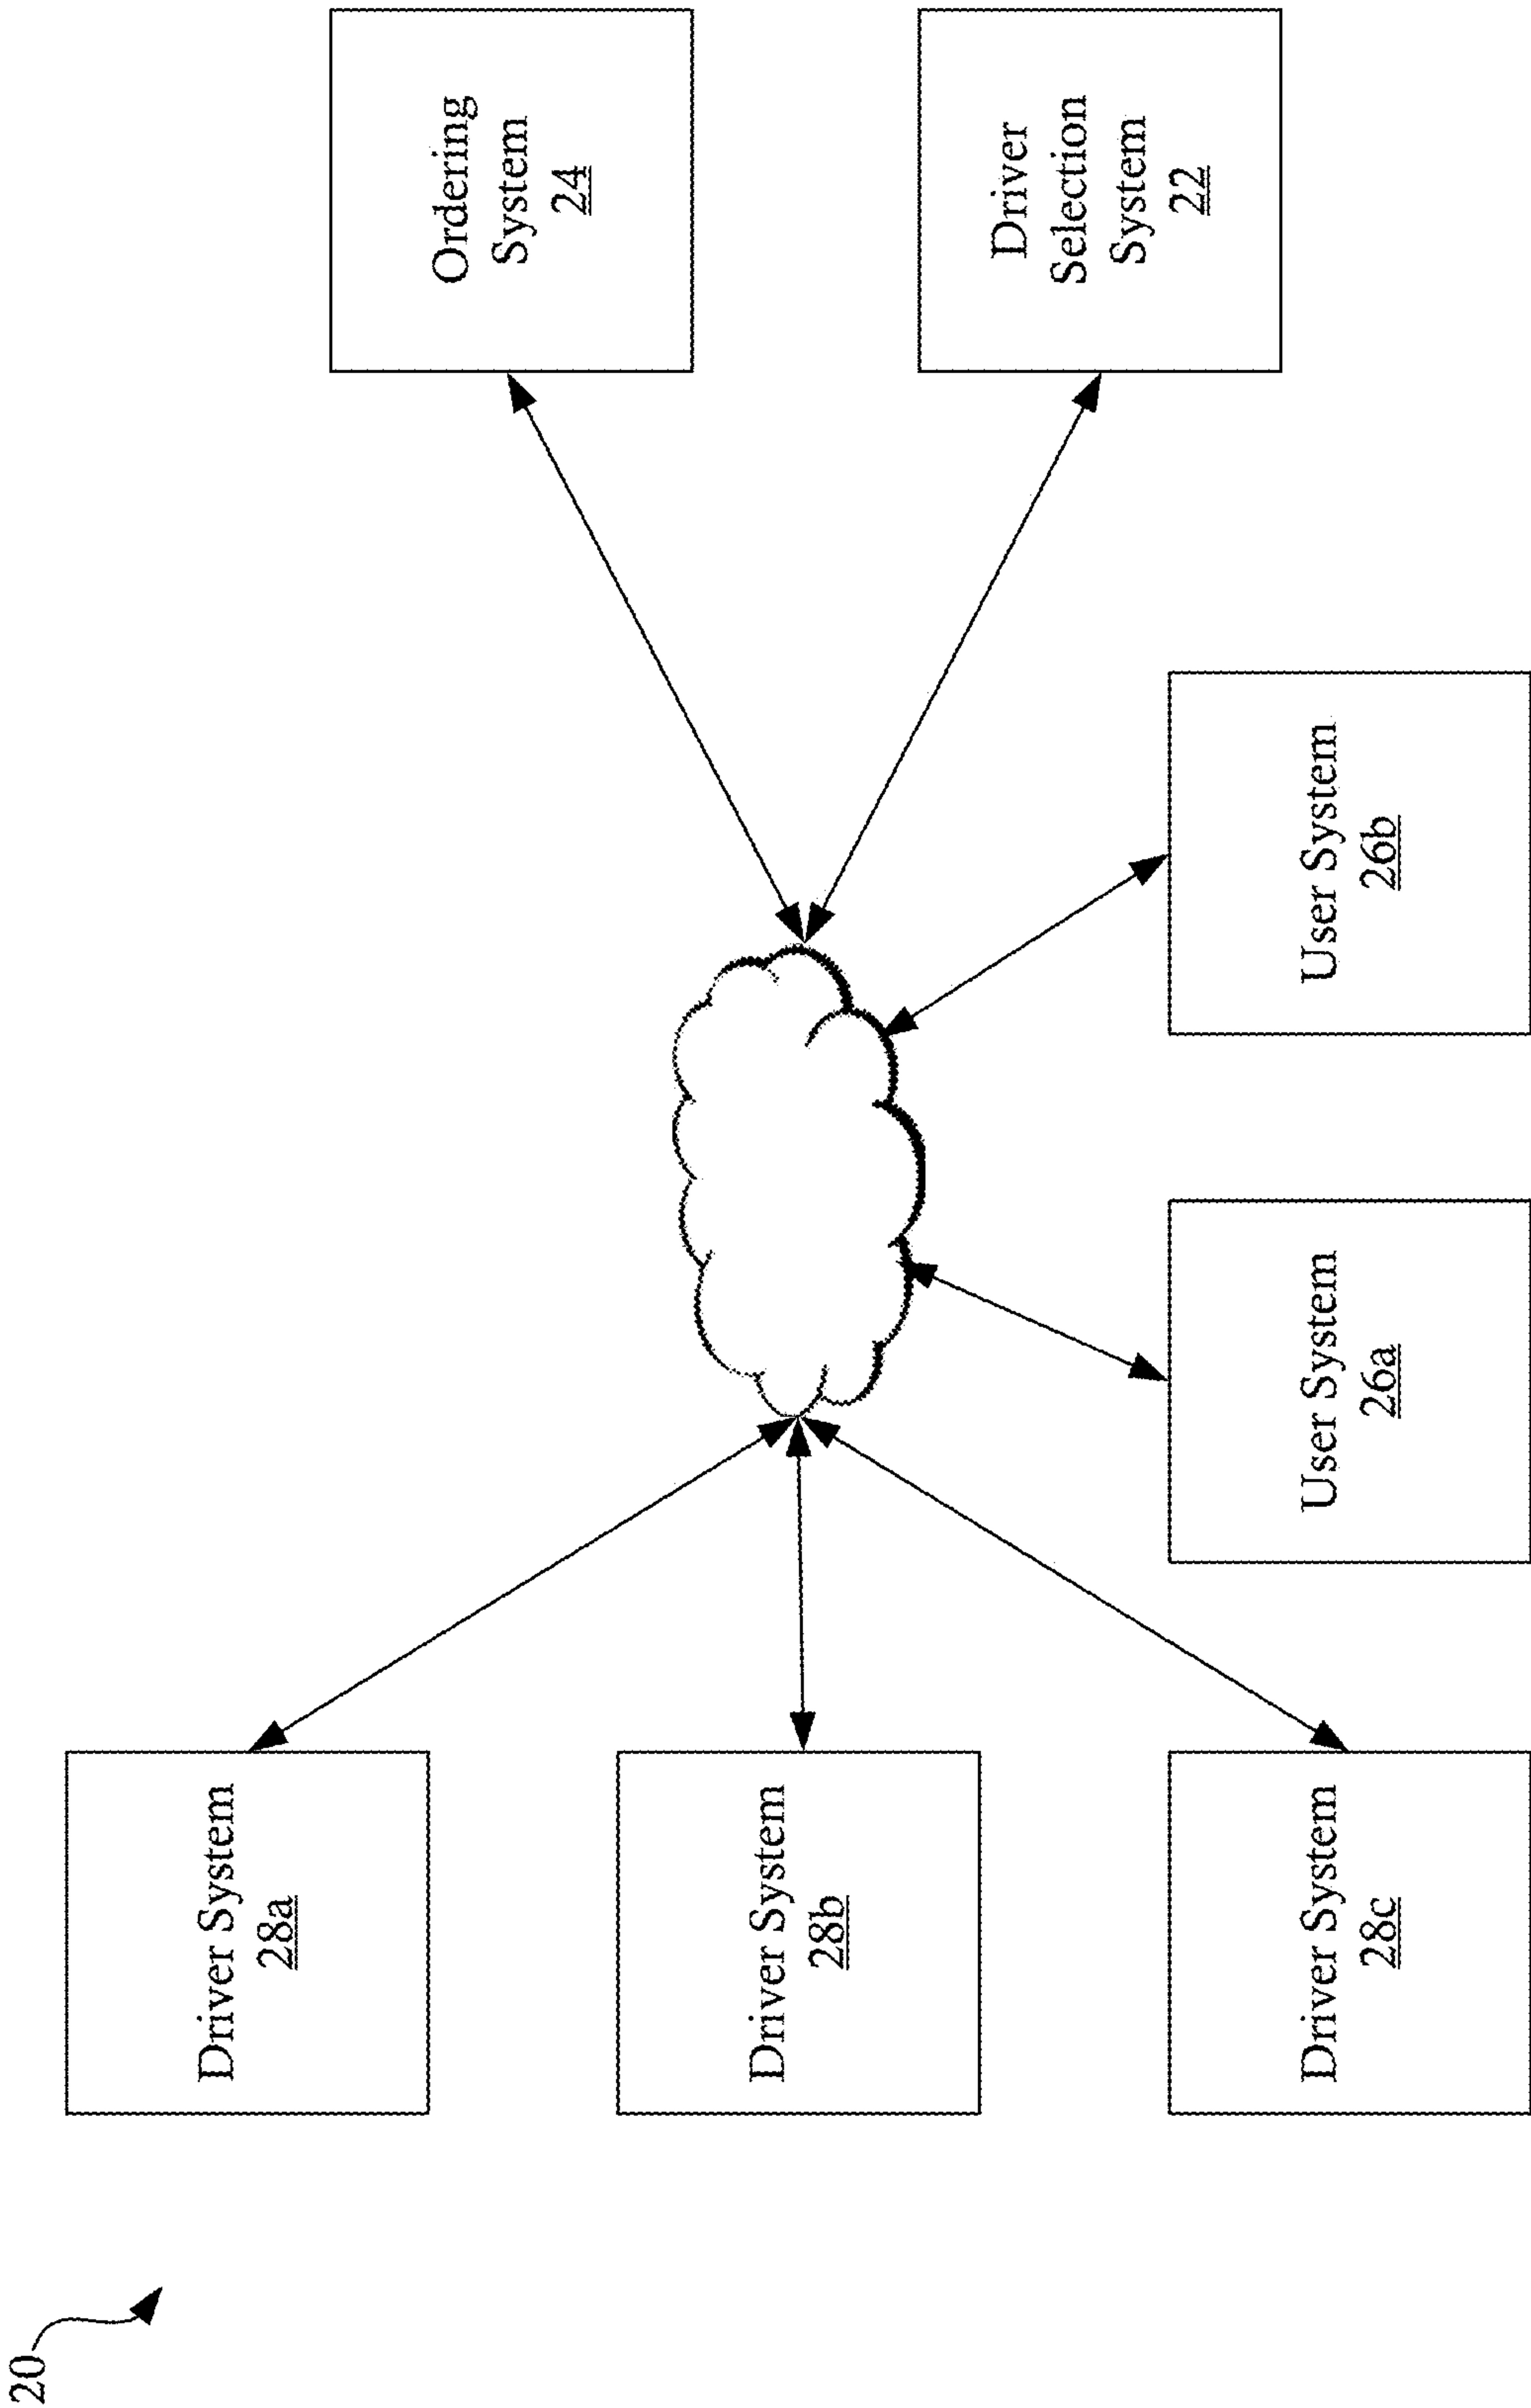 20
Driver System
28a
Driver System
28b
Driver System
28c
User System
26a
User System
26b
Ordering
System
24
Driver
Selection
System
22